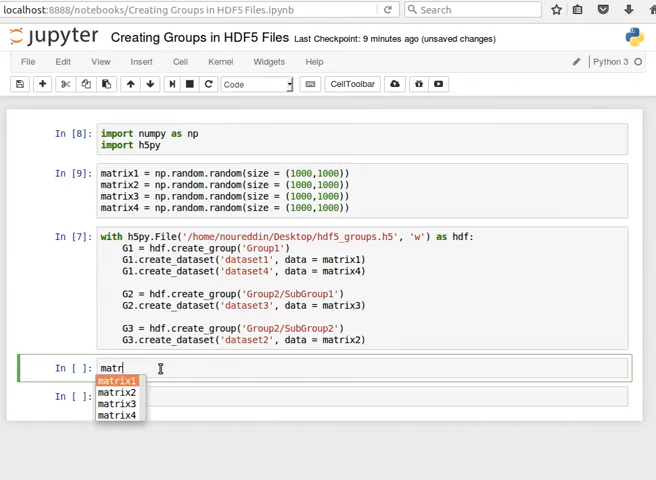 localhost:8888/notebooks/Creating Groups in HDF5 Files.ipynb
Search
jupyter Creating Groups in HDF5 Files Last Checkpoint: 9 minutes ago (unsaved changes)
File Edit View Insert Cell Kernel Widgets Help Python 3
Code CellToolbar
In [8]: import numpy as np
import h5py
In [9]: matrix1 = np.random.random(size = (1000,1000))
matrix2 = np.random.random(size = (1000,1000))
matrix3 = np.random.random(size = (1000,1000))
matrix4 = np.random.random(size = (1000,1000))
In [7]: with h5py.File('/home/noureddin/Desktop/hdf5_groups.h5', 'w') as hdf:
G1 = hdf.create_group('Group1')
G1.create_dataset('dataset1', data = matrix1)
G1.create_dataset('dataset4', data = matrix4)
G2 = hdf.create_group('Group2/SubGroup1')
G2.create_dataset('dataset3', data = matrix3)
G3 = hdf.create_group('Group2/SubGroup2')
G3.create_dataset('dataset2', data = matrix2)
In [ ]: matr
matrix1
matrix2
In [ ]:
matrix3
matrix4